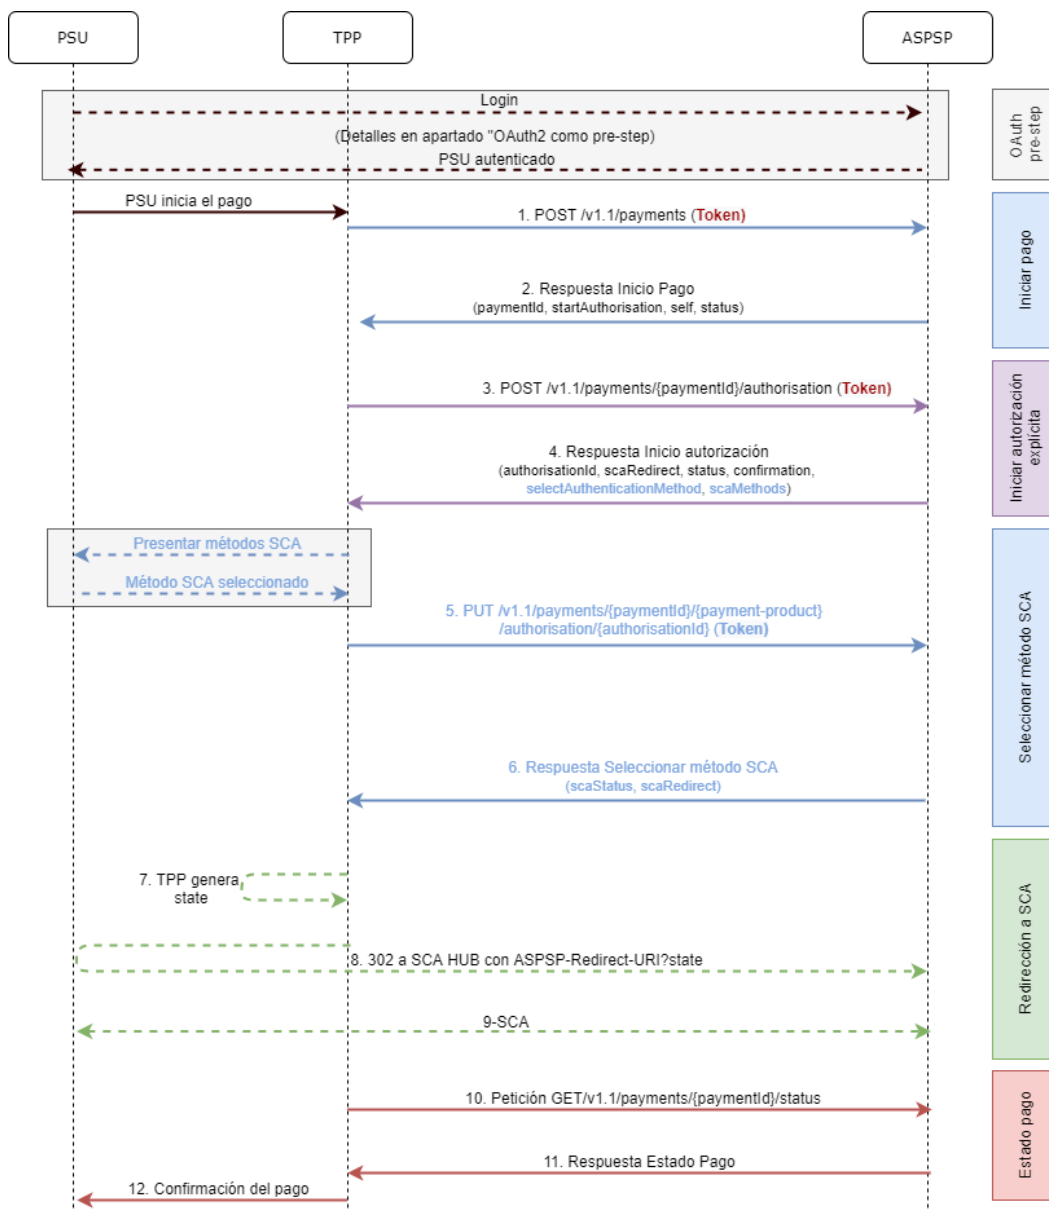 PSU
TPP
ASPSP
Login
(Detalles en apartado "OAuth2 como pre-step)
PSU autenticado
OAuth
pre-step
PSU inicia el pago
1. POST /v1.1/payments (Token)
2. Respuesta Inicio Pago
(paymentId, startAuthorisation, self, status)
Iniciar pago
3. POST /v1.1/payments/{paymentId}/authorisation (Token)
4. Respuesta Inicio autorización
(authorisationId, scaRedirect, status, confirmation,
selectAuthenticationMethod, scaMethods)
Iniciar autorización
explícita
Presentar métodos SCA
Método SCA seleccionado
5. PUT /v1.1/payments/{paymentId}/{payment-product}
/authorisation/{authorisationId} (Token)
6. Respuesta Seleccionar método SCA
(scaStatus, scaRedirect)
Seleccionar método SCA
7. TPP genera
state
8. 302 a SCA HUB con ASPSP-Redirect-URI?state
9-SCA
Redirección a SCA
10. Petición GET/v1.1/payments/{paymentId}/status
11. Respuesta Estado Pago
12. Confirmación del pago
Estado pago